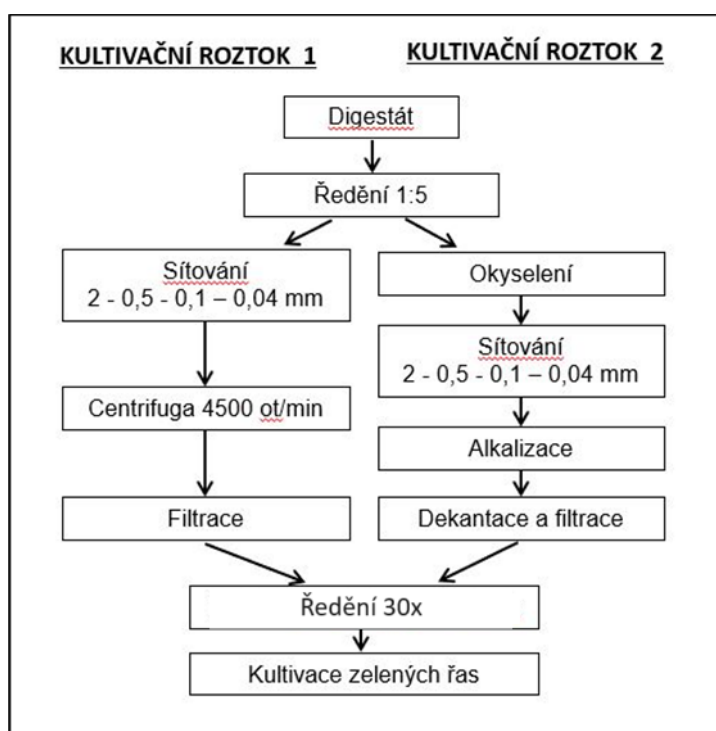 KULTIVAČNÍ ROZTOK 1
KULTIVAČNÍ ROZTOK 2
Digestát
Ředění 1:5
Sítování
2 - 0,5 - 0,1 – 0,04 mm
Centrifuga 4500 ot/min
Filtrace
Okyselení
Sítování
2 - 0,5 - 0,1 – 0,04 mm
Alkalizace
Dekantace a filtrace
Ředění 30x
Kultivace zelených řas